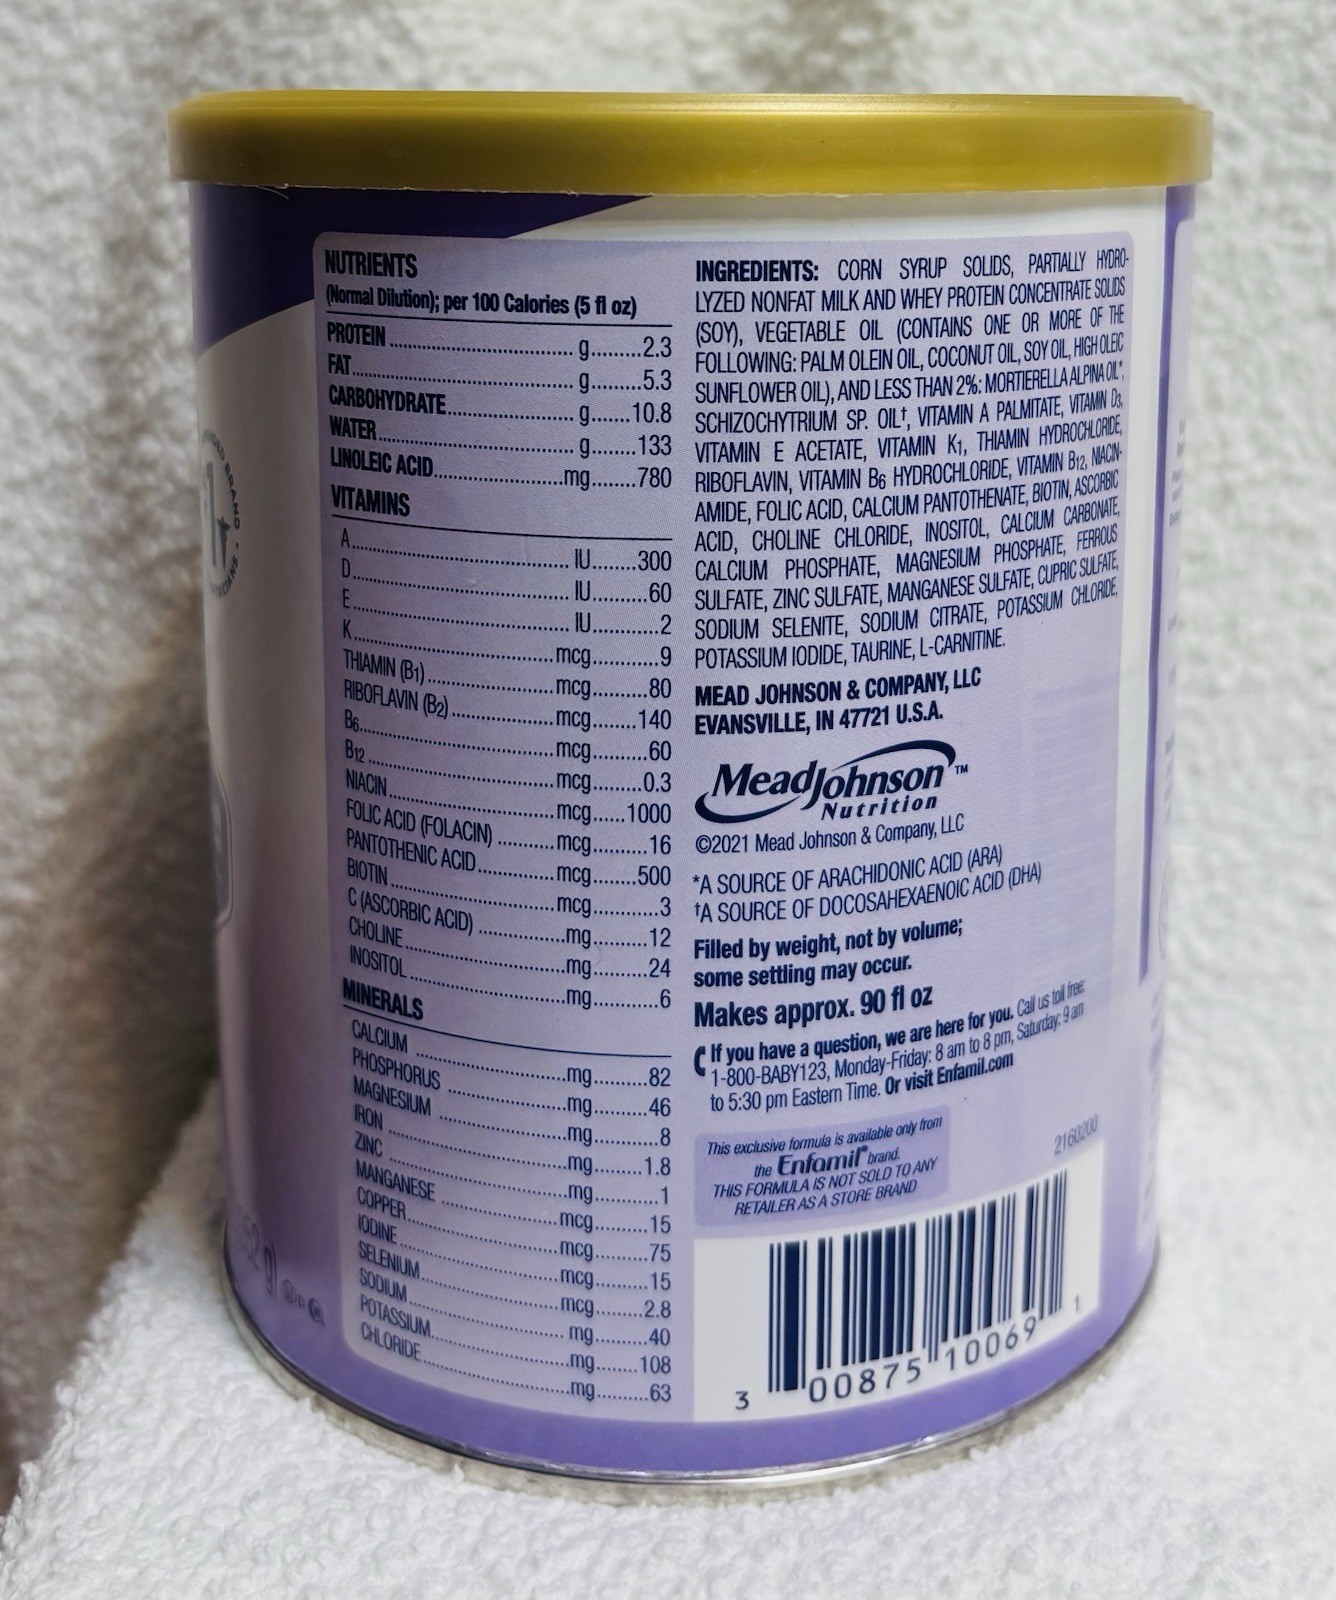 NUTRIENTS
(Normal Dilution); per 100 Calories (5 fl oz)
PROTEIN ........ g ........ 2.3
FAT ........ g ........ 5.3
CARBOHYDRATE ........ g ........ 10.8
WATER ........ g ........ 133
LINOLEIC ACID ........ mg ........ 780
VITAMINS
A ........ IU ........ 300
D ........ IU ........ 60
E ........ IU ........ 2
K ........ mcg ........ 9
THIAMIN (B1) ........ mcg ........ 80
RIBOFLAVIN (B2) ........ mcg ........ 140
B6 ........ mcg ........ 60
B12 ........ mcg ........ 0.3
NIACIN ........ mcg ........ 1000
FOLIC ACID (FOLACIN) ........ mcg ........ 16
PANTOTHENIC ACID ........ mcg ........ 500
BIOTIN ........ mcg ........ 3
C (ASCORBIC ACID) ........ mg ........ 12
CHOLINE ........ mg ........ 24
INOSITOL ........ mg ........ 6
MINERALS
CALCIUM ........ mg ........ 82
PHOSPHORUS ........ mg ........ 46
MAGNESIUM ........ mg ........ 8
IRON ........ mg ........ 1.8
ZINC ........ mg ........ 1
MANGANESE ........ mcg ........ 15
COPPER ........ mcg ........ 75
IODINE ........ mcg ........ 15
SELENIUM ........ mcg ........ 2.8
SODIUM ........ mg ........ 40
POTASSIUM ........ mg ........ 108
CHLORIDE ........ mg ........ 63
INGREDIENTS: CORN SYRUP SOLIDS, PARTIALLY HYDRO-
LYZED NONFAT MILK AND WHEY PROTEIN CONCENTRATE SOLIDS
(SOY), VEGETABLE OIL (CONTAINS ONE OR MORE OF THE
FOLLOWING: PALM OLEIN OIL, COCONUT OIL, SOY OIL, HIGH OLEIC
SUNFLOWER OIL), AND LESS THAN 2%: MORTIERELLA ALPINA OIL*,
SCHIZOCHYTRIUM SP. OIL†, VITAMIN A PALMITATE, VITAMIN D3,
VITAMIN E ACETATE, VITAMIN K1, THIAMIN HYDROCHLORIDE,
RIBOFLAVIN, VITAMIN B6 HYDROCHLORIDE, VITAMIN B12, NIACIN-
AMIDE, FOLIC ACID, CALCIUM PANTOTHENATE, BIOTIN, ASCORBIC
ACID, CHOLINE CHLORIDE, INOSITOL, CALCIUM CARBONATE,
CALCIUM PHOSPHATE, MAGNESIUM PHOSPHATE, FERROUS
SULFATE, ZINC SULFATE, MANGANESE SULFATE, CUPRIC SULFATE,
SODIUM SELENITE, SODIUM CITRATE, POTASSIUM CHLORIDE,
POTASSIUM IODIDE, TAURINE, L-CARNITINE.
MEAD JOHNSON & COMPANY, LLC
EVANSVILLE, IN 47721 U.S.A.
MeadJohnson™
Nutrition
©2021 Mead Johnson & Company, LLC
*A SOURCE OF ARACHIDONIC ACID (ARA)
†A SOURCE OF DOCOSAHEXAENOIC ACID (DHA)
Filled by weight, not by volume;
some settling may occur.
Makes approx. 90 fl oz
If you have a question, we are here for you. Call us toll free:
1-800-BABY123, Monday-Friday: 8 am to 8 pm, Saturday: 9 am
to 5:30 pm Eastern Time. Or visit Enfamil.com
This exclusive formula is available only from
the Enfamil® brand.
THIS FORMULA IS NOT SOLD TO ANY
RETAILER AS A STORE BRAND
2160200
3 00875 10069 1